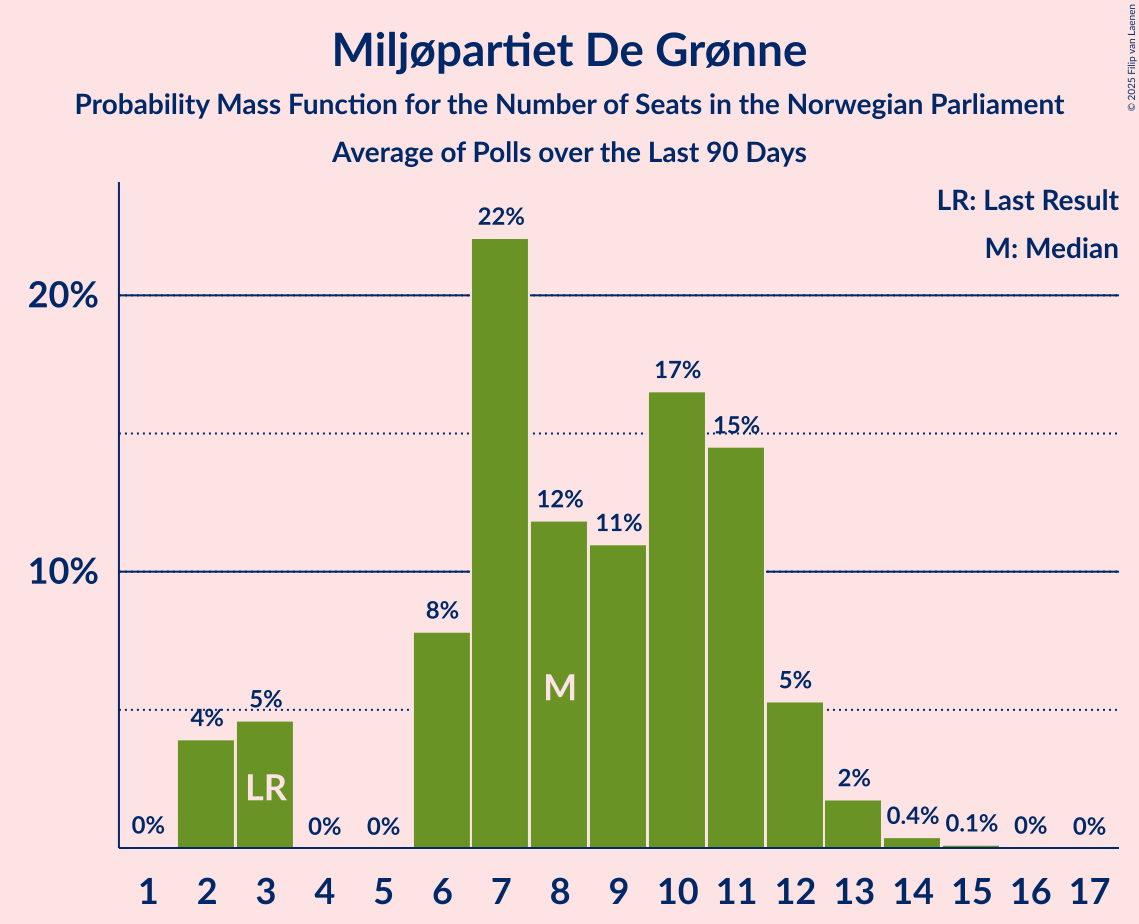 Miljøpartiet De Grønne
Probability Mass Function for the Number of Seats in the Norwegian Parliament
Average of Polls over the Last 90 Days
© 2025 Filip van Laenen
LR: Last Result
M: Median
20%
10%
0%
4%
5%
0%
0%
8%
22%
12%
11%
17%
15%
5%
2%
0.4%
0.1%
0%
0%
LR
M
1 2 3 4 5 6 7 8 9 10 11 12 13 14 15 16 17